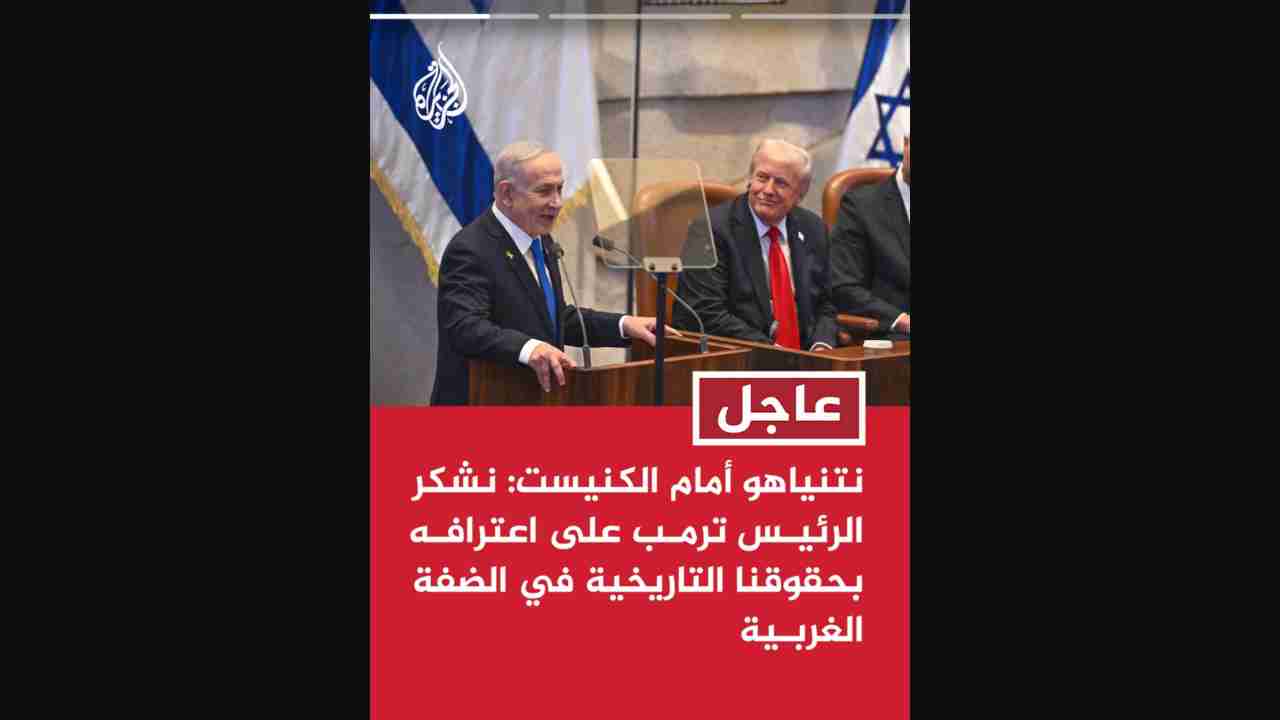 الجزيرة
عاجل
نتنياهو أمام الكنيست: نشكر
الرئيس ترمب على اعترافه
بحقوقنا التاريخية في الضفة
الغربية